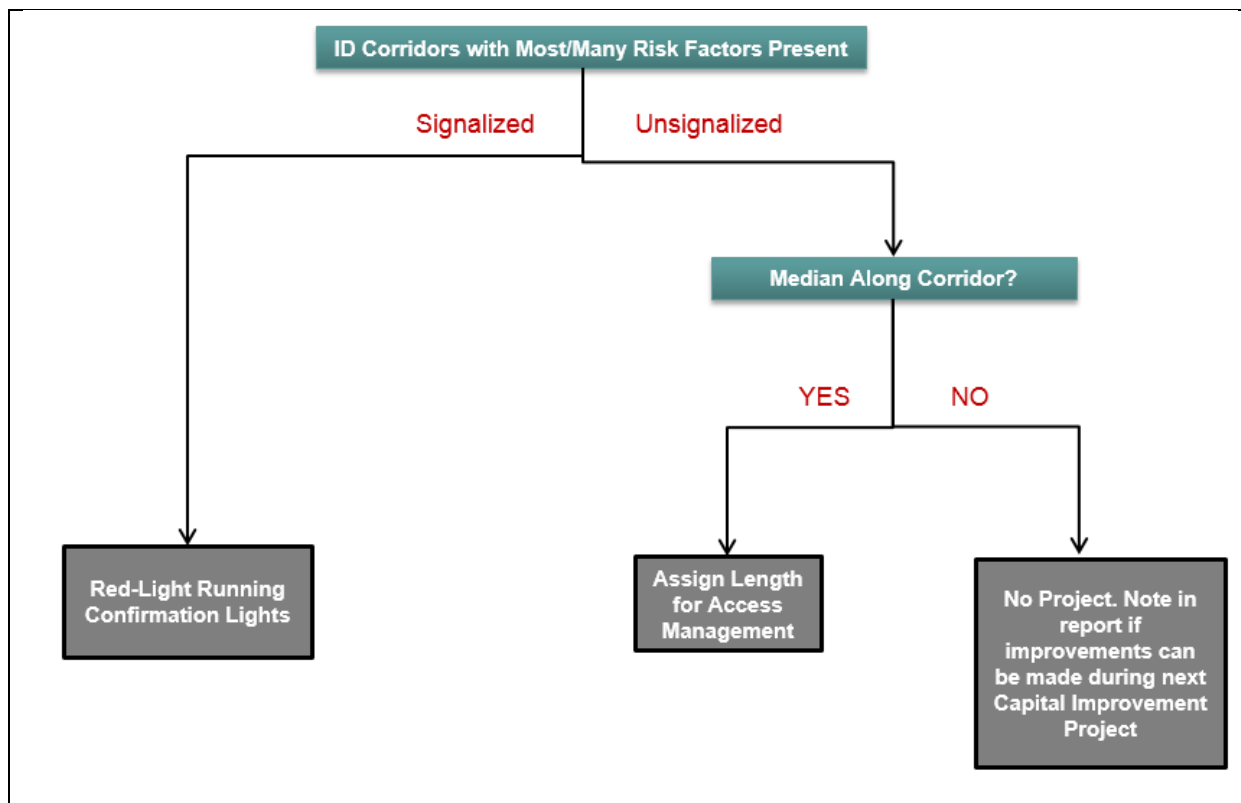 ID Corridors with Most/Many Risk Factors Present
Signalized
Unsignalized
Median Along Corridor?
YES
NO
Red-Light Running
Confirmation Lights
Assign Length
for Access
Management
No Project. Note in
report if
improvements can
be made during next
Capital Improvement
Project